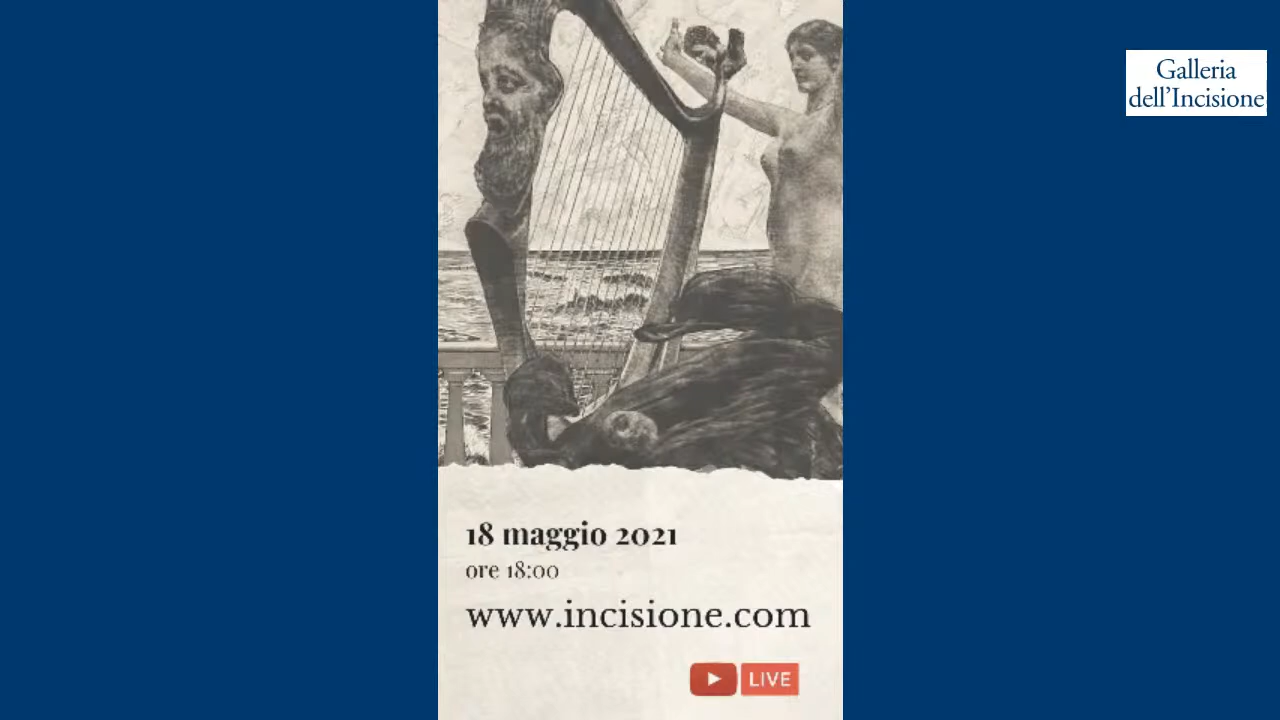 Galleria
dell'Incisione
18 maggio 2021
ore 18:00
www.incisione.com
LIVE